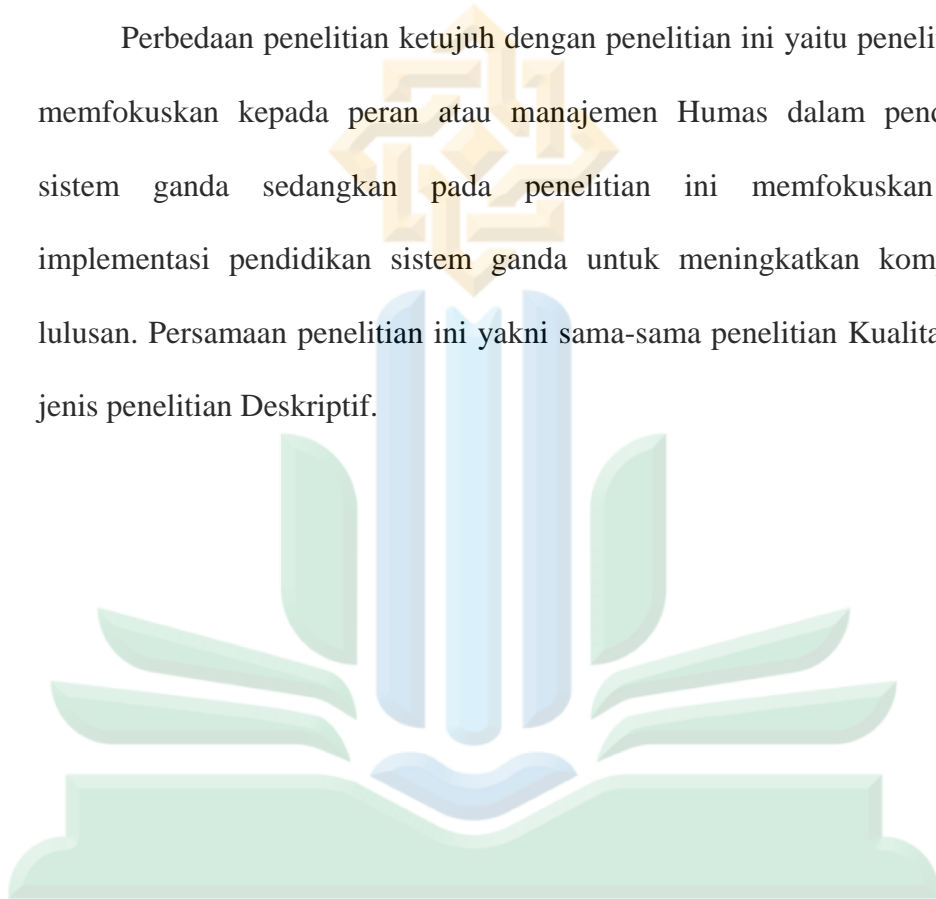 Perbedaan penelitian ketujuh dengan penelitian ini yaitu
memfokuskan kepada peran atau manajemen Humas dalam
sistem ganda sedangkan pada penelitian ini memfokuskan
implementasi pendidikan sistem ganda untuk meningkatkan
lulusan. Persamaan penelitian ini yakni sama-sama penelitian
jenis penelitian Deskriptif.